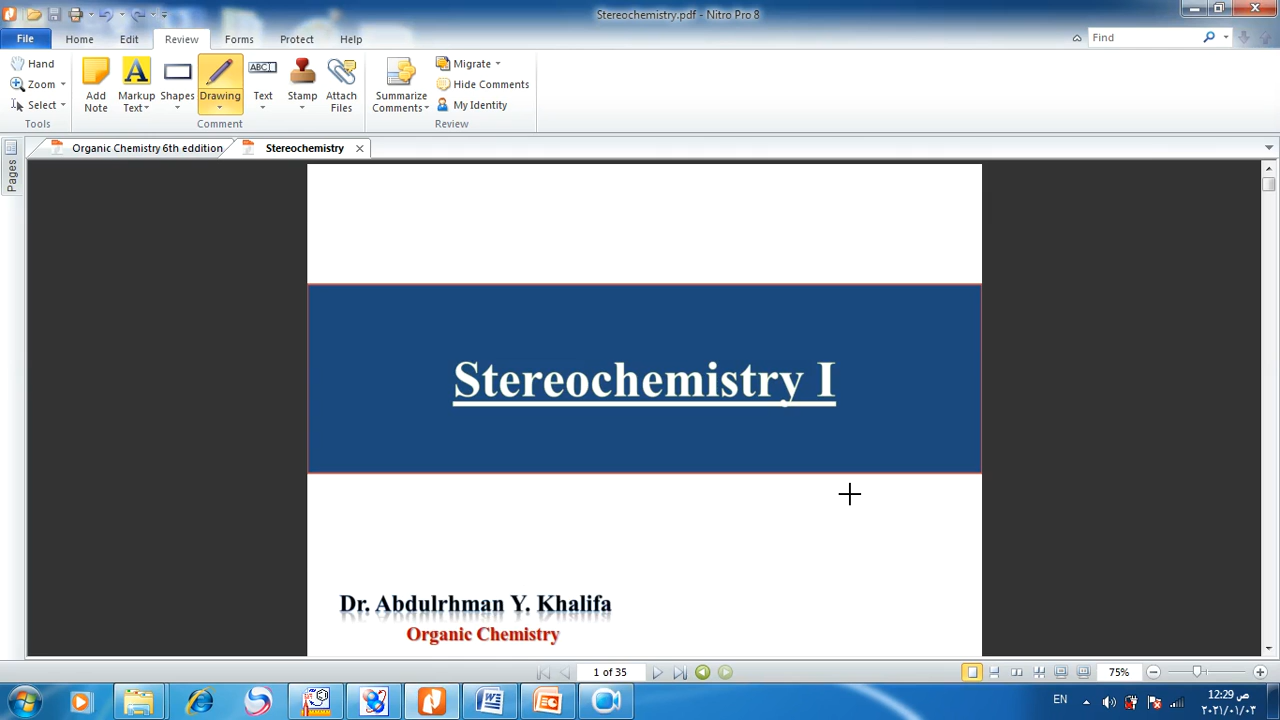 Stereochemistry.pdf - Nitro Pro 8
File Home Edit Review Forms Protect Help
Find
Hand
Zoom
Select
Tools
Add Note
Markup Text
Shapes
Drawing
ABC
Text
Stamp
Attach Files
Comment
Summarize Comments
Migrate
Hide Comments
My Identity
Review
Organic Chemistry 6th eddition
Stereochemistry
Pages
Stereochemistry I
Dr. Abdulrhman Y. Khalifa
Organic Chemistry
1 of 35
75%
EN
12:29 ص
٢٠٢١/٠١/٠٣